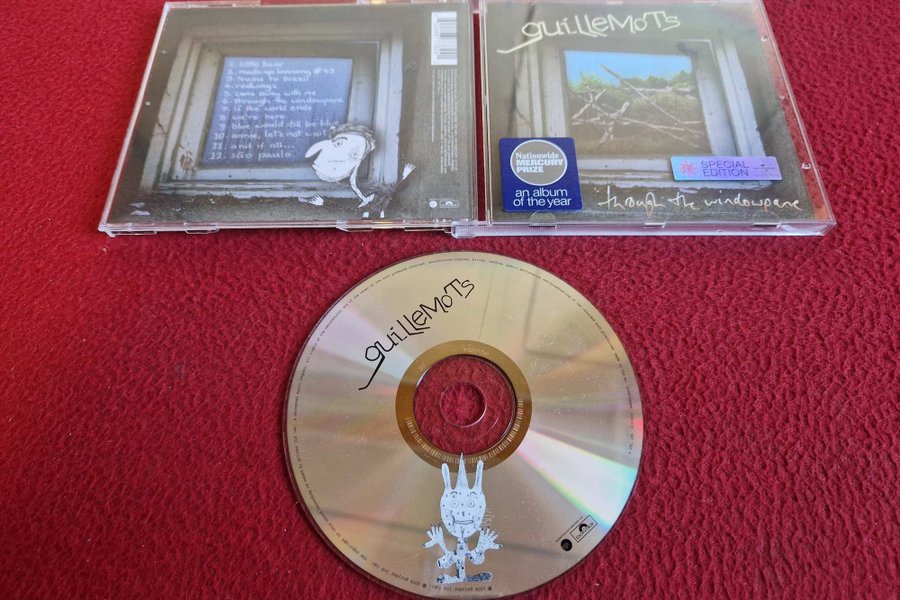 1. little bear
2. made-up lovesong #43
3. trains to brazil
4. redwings
5. come away with me
6. through the windowpane
7. if the world ends
8. we're here
9. blue would still be blue
10. annie, let's not wait
11. and if all...
12. são paulo
guillemots
Nationwide
MERCURY
PRIZE
an album
of the year
SPECIAL
EDITION
through the windowpane
guillemots